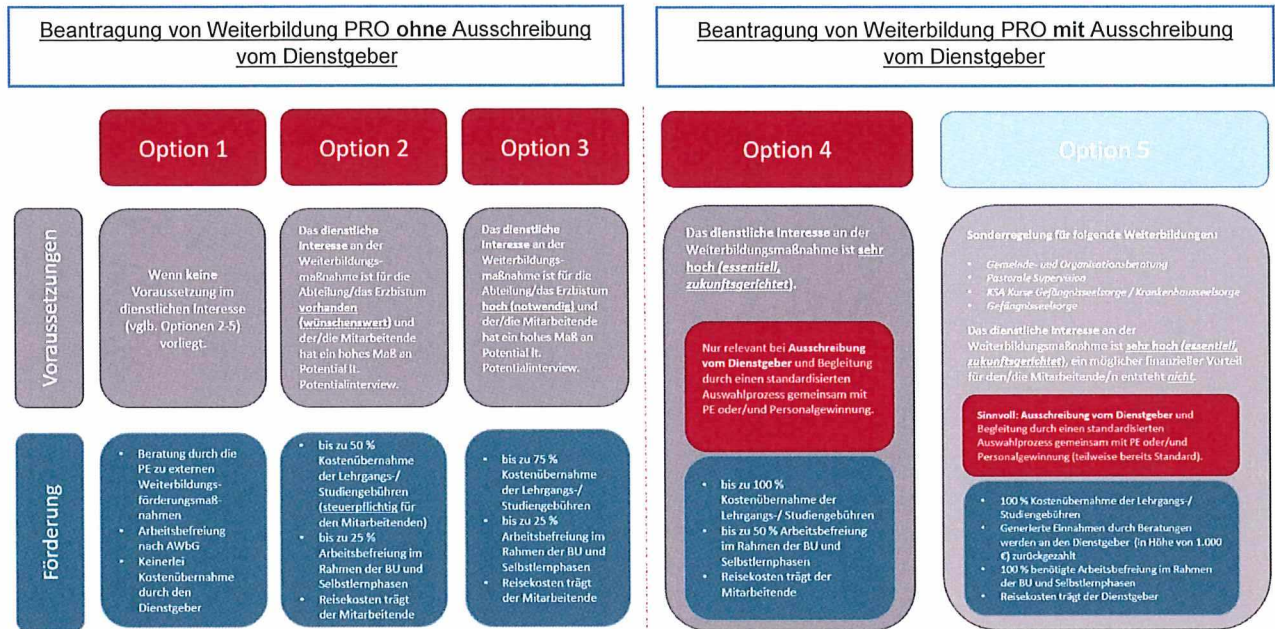 Beantragung von Weiterbildung PRO ohne Ausschreibung
vom Dienstgeber
Beantragung von Weiterbildung PRO mit Ausschreibung
vom Dienstgeber
Option 1
Option 2
Option 3
Option 4
Option 5
Voraussetzungen
Wenn keine
Voraussetzung im
dienstlichen Interesse
(vglb. Optionen 2-5)
vorliegt.
Das dienstliche
Interesse an der
Weiterbildungs-
maßnahme ist für die
Abteilung/das Erzbistum
vorhanden
(wünschenswert) und
der/die Mitarbeitende
hat ein hohes Maß an
Potential lt.
Potentialinterview.
Das dienstliche
Interesse an der
Weiterbildungs-
maßnahme ist für die
Abteilung/das Erzbistum
hoch (notwendig) und
der/die Mitarbeitende
hat ein hohes Maß an
Potential lt.
Potentialinterview.
Das dienstliche Interesse an der
Weiterbildungsmaßnahme ist sehr
hoch (essentiell,
zukunftsgerichtet).
Nur relevant bei Ausschreibung
vom Dienstgeber und Begleitung
durch einen standardisierten
Auswahlprozess gemeinsam mit
PE oder/und Personalgewinnung.
Sonderregelung für folgende Weiterbildungen:
• Gemeinde- und Organisationsberatung
• Pastorale Supervision
• KSA Kurse Gefängnisseelsorge / Krankenhausseelsorge
• Gefängnisseelsorge
Das dienstliche Interesse an der
Weiterbildungsmaßnahme ist sehr hoch (essentiell,
zukunftsgerichtet), ein möglicher finanzieller Vorteil
für den/die Mitarbeitende/n entsteht nicht.
Sinnvoll: Ausschreibung vom Dienstgeber und
Begleitung durch einen standardisierten
Auswahlprozess gemeinsam mit PE oder/und
Personalgewinnung (teilweise bereits Standard).
Förderung
• Beratung durch die
PE zu externen
Weiterbildungs-
förderungsmaß-
nahmen
• Arbeitsbefreiung
nach AWbG
• Keinerlei
Kostenübernahme
durch den
Dienstgeber
• bis zu 50 %
Kostenübernahme
der Lehrgangs-/
Studiengebühren
(steuerpflichtig für
den Mitarbeitenden)
• bis zu 25 %
Arbeitsbefreiung im
Rahmen der BU und
Selbstlernphasen
• Reisekosten trägt
der Mitarbeitende
• bis zu 75 %
Kostenübernahme
der Lehrgangs-/
Studiengebühren
• bis zu 25 %
Arbeitsbefreiung im
Rahmen der BU und
Selbstlernphasen
• Reisekosten trägt
der Mitarbeitende
• bis zu 100 %
Kostenübernahme der
Lehrgangs-/ Studiengebühren
• bis zu 50 % Arbeitsbefreiung
im Rahmen der BU und
Selbstlernphasen
• Reisekosten trägt der
Mitarbeitende
• 100 % Kostenübernahme der Lehrgangs-/
Studiengebühren
• Generierte Einnahmen durch Beratungen
werden an den Dienstgeber (in Höhe von 1.000
€) zurückgezahlt
• 100 % benötigte Arbeitsbefreiung im Rahmen
der BU und Selbstlernphasen
• Reisekosten trägt der Dienstgeber